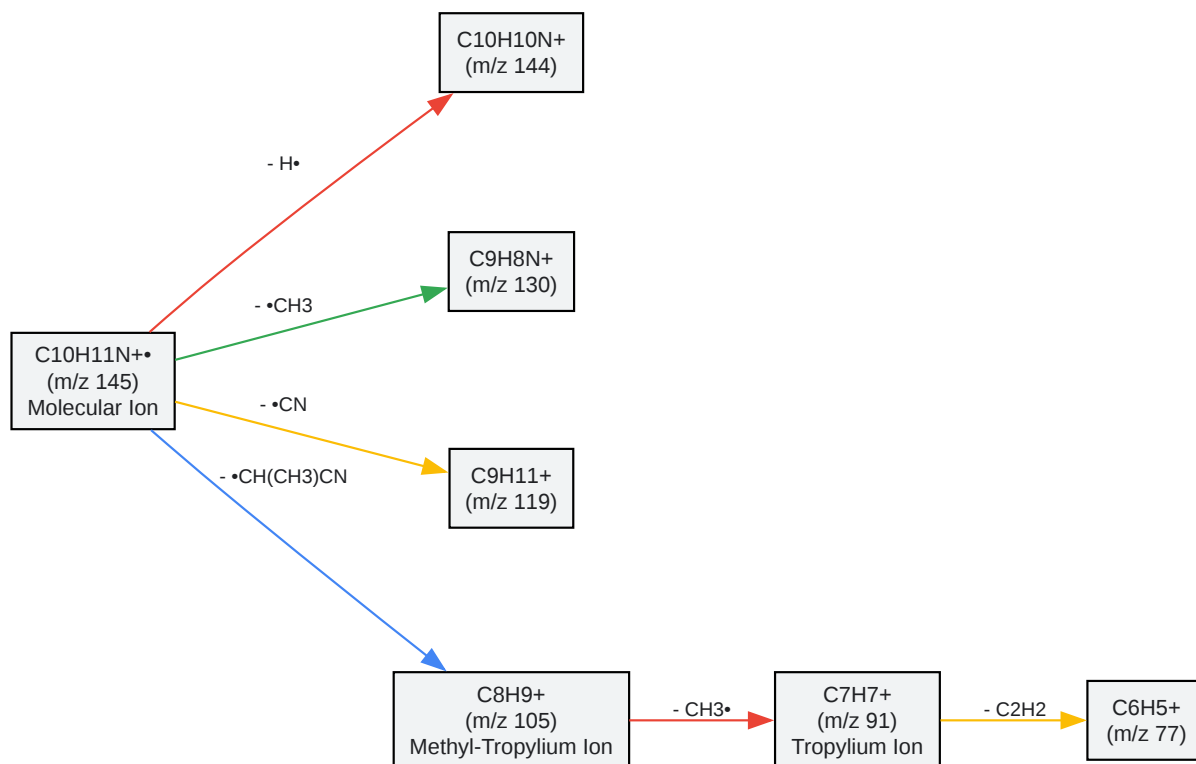 C10H10N+
(m/z 144)
- H•
C9H8N+
(m/z 130)
- •CH3
C10H11N+•
(m/z 145)
Molecular Ion
- •CN
C9H11+
(m/z 119)
- •CH(CH3)CN
C8H9+
(m/z 105)
Methyl-Tropylium Ion
- CH3•
C7H7+
(m/z 91)
Tropylium Ion
- C2H2
C6H5+
(m/z 77)